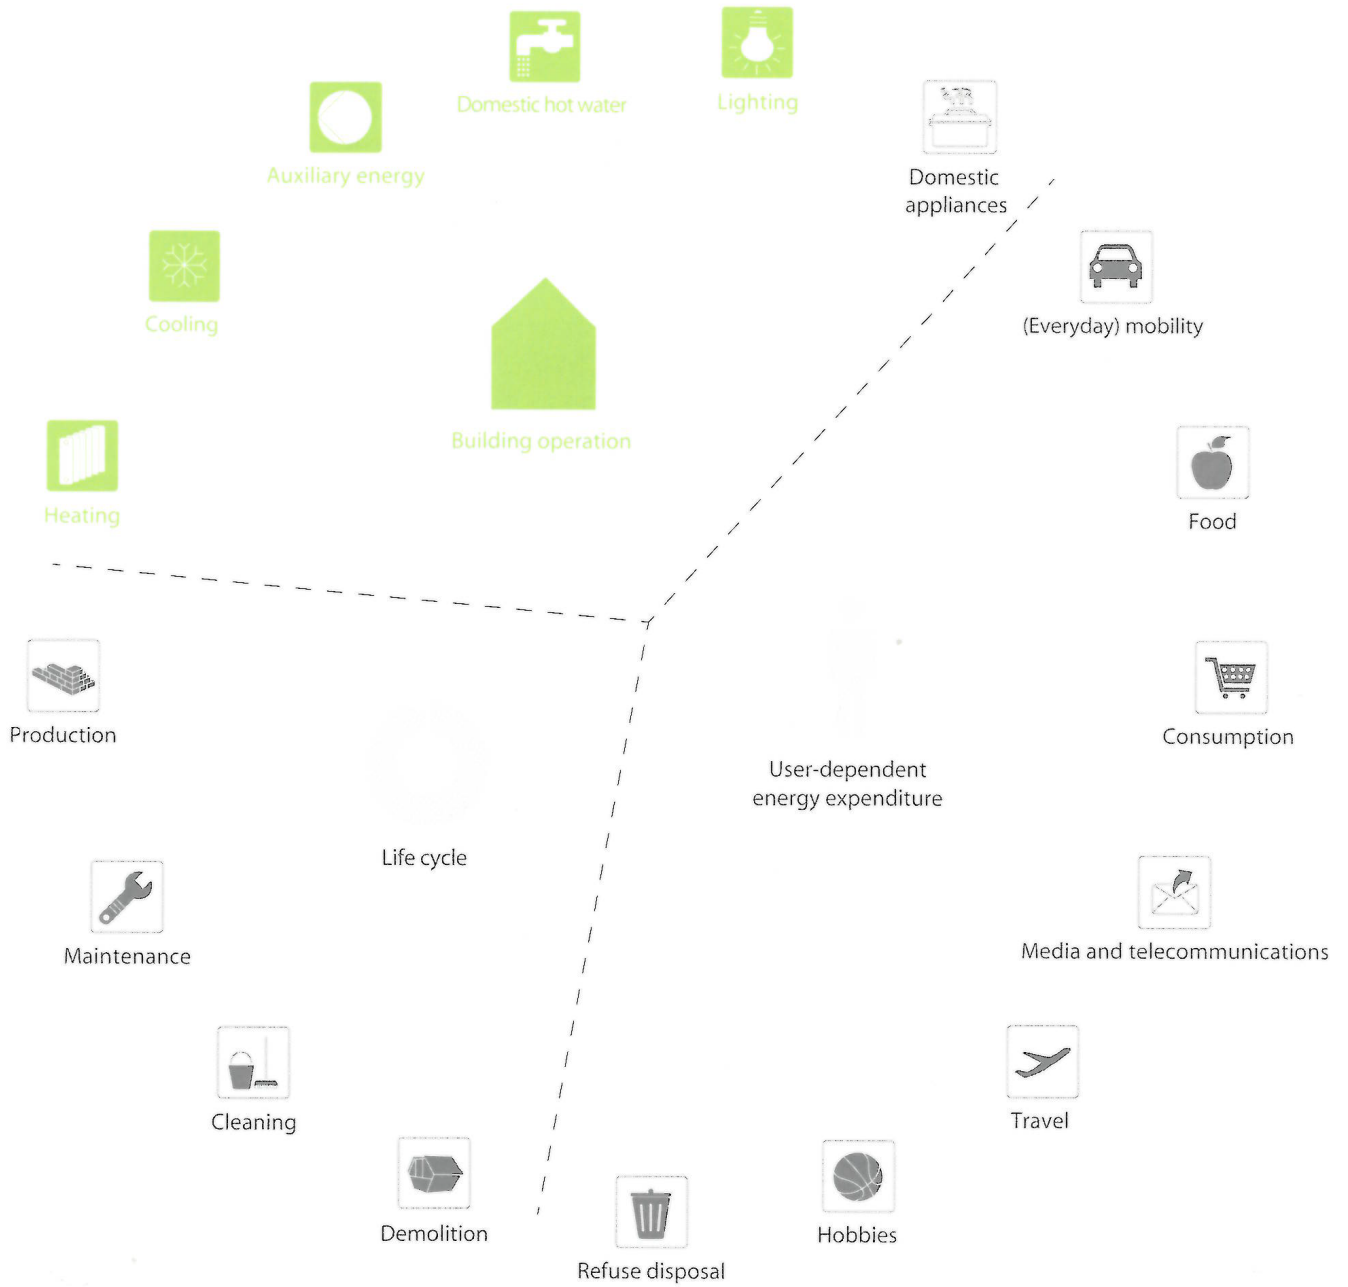 Domestic hot water
Lighting
Auxiliary energy
Domestic
appliances
Cooling
(Everyday) mobility
Building operation
Heating
Food
Production
Consumption
User-dependent
energy expenditure
Life cycle
Maintenance
Media and telecommunications
Cleaning
Travel
Demolition
Hobbies
Refuse disposal